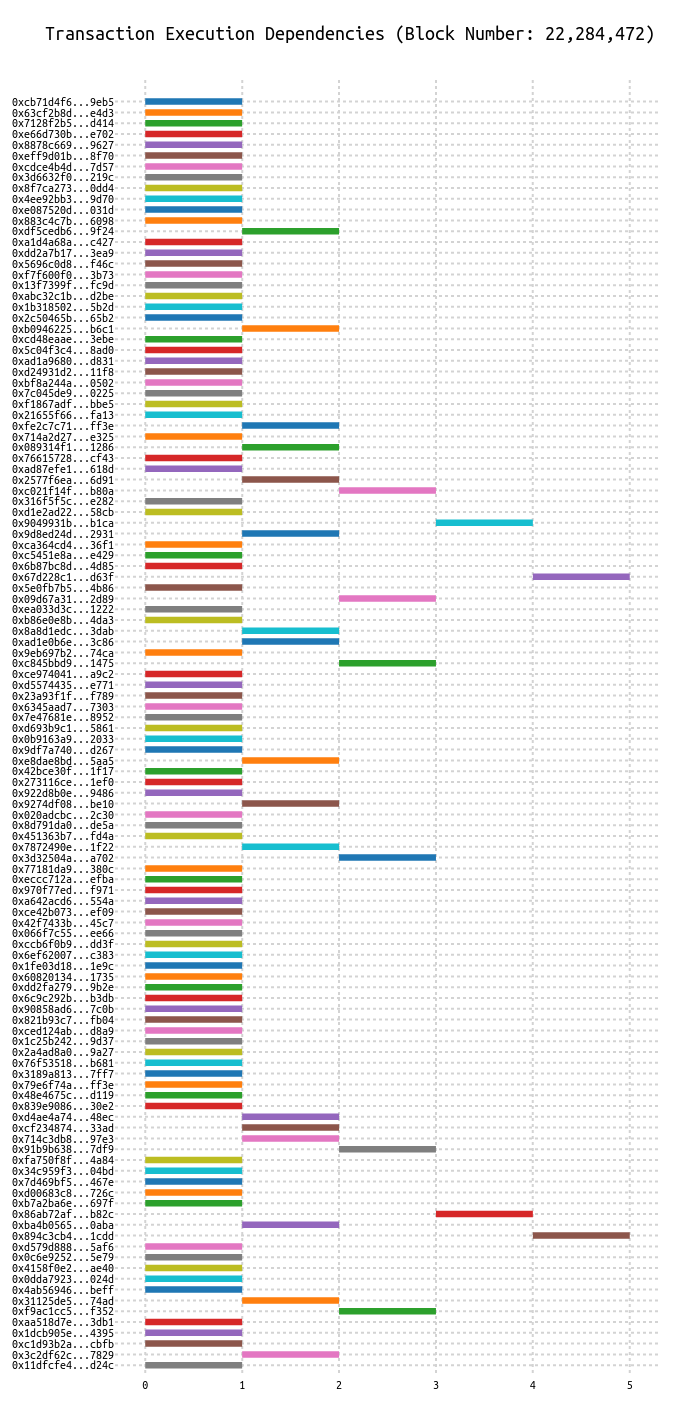 Transaction Execution Dependencies (Block Number: 22,284,472)
0xcb71d4f6...9eb5
0x63cf2b8d...e4d3
0x7128f2b5...d414
0xe66d730b...e702
0x8878c669...9627
0xeff9d01b...8f70
0xcdce4b4d...7d57
0x3d6632f0...219c
0x8f7ca273...0dd4
0x4ee92bb3...9d70
0xe087520d...031d
0x883c4c7b...6098
0xdf5cedb6...9f24
0xa1d4a68a...c427
0xdd2a7b17...3ea9
0x5696c0d8...f46c
0xf7f600f0...3b73
0x13f7399f...fc9d
0xabc32c1b...d2be
0x1b318502...5b2d
0x2c50465b...65b2
0xb0946225...b6c1
0xcd48eaae...3ebe
0x5c04f3c4...8ad0
0xad1a9680...d831
0xd24931d2...11f8
0xbf8a244a...0502
0x7c045de9...0225
0xf1867adf...bbe5
0x21655f66...fa13
0xfe2c7c71...ff3e
0x714a2d27...e325
0x089314f1...1286
0x76615728...cf43
0xad87efe1...618d
0x2577f6ea...6d91
0xc021f14f...b80a
0x316f5f5c...e282
0xd1e2ad22...58cb
0x9049931b...b1ca
0x9d8ed24d...2931
0xca364cd4...36f1
0xc5451e8a...e429
0x6b87bc8d...4d85
0x67d228c1...d63f
0x5e0fb7b5...4b86
0x09d67a31...2d89
0xea033d3c...1222
0xb86e0e8b...4da3
0x8a8d1edc...3dab
0xad1e0b6e...3c86
0x9eb697b2...74ca
0xc845bbd9...1475
0xce974041...a9c2
0xd5574435...e771
0x23a93f1f...f789
0x6345aad7...7303
0x7e47681e...8952
0xd693b9c1...5861
0x0b9163a9...2033
0x9df7a740...d267
0xe8dae8bd...5aa5
0x42bce30f...1f17
0x273116ce...1ef0
0x922d8b0e...9486
0x9274df08...be10
0x020adcbc...2c30
0x8d791da0...de5a
0x451363b7...fd4a
0x7872490e...1f22
0x3d32504a...a702
0x77181da9...380c
0xeccc712a...efba
0x970f77ed...f971
0xa642acd6...554a
0xce42b073...ef09
0x42f7433b...45c7
0x066f7c55...ee66
0xccb6f0b9...dd3f
0x6ef62007...c383
0x1fe03d18...1e9c
0x60820134...1735
0xdd2fa279...9b2e
0x6c9c292b...b3db
0x90858ad6...7c0b
0x821b93c7...fb04
0xced124ab...d8a9
0x1c25b242...9d37
0x2a4ad8a0...9a27
0x76f53518...b681
0x3189a813...7ff7
0x79e6f74a...ff3e
0x48e4675c...d119
0x839e9086...30e2
0xd4ae4a74...48ec
0xcf234874...33ad
0x714c3db8...97e3
0x91b9b638...7df9
0xfa750f8f...4a84
0x34c959f3...04bd
0x7d469bf5...467e
0xd00683c8...726c
0xb7a2ba6e...697f
0x86ab72af...b82c
0xba4b0565...0aba
0x894c3cb4...1cdd
0xd579d888...5af6
0x0c6e9252...5e79
0x4158f0e2...ae40
0x0dda7923...024d
0x4ab56946...beff
0x31125de5...74ad
0xf9ac1cc5...f352
0xaa518d7e...3db1
0x1dcb905e...4395
0xc1d93b2a...cbfb
0x3c2df62c...7829
0x11dfcfe4...d24c
0 1 2 3 4 5